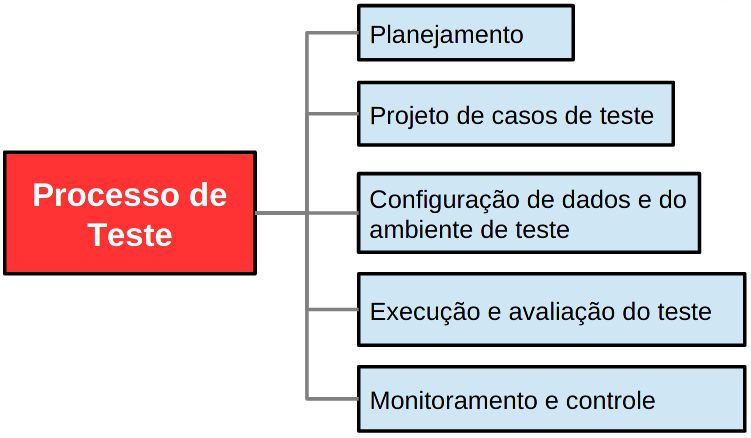 Processo de
Teste
Planejamento
Projeto de casos de teste
Configuração de dados e do
ambiente de teste
Execução e avaliação do teste
Monitoramento e controle